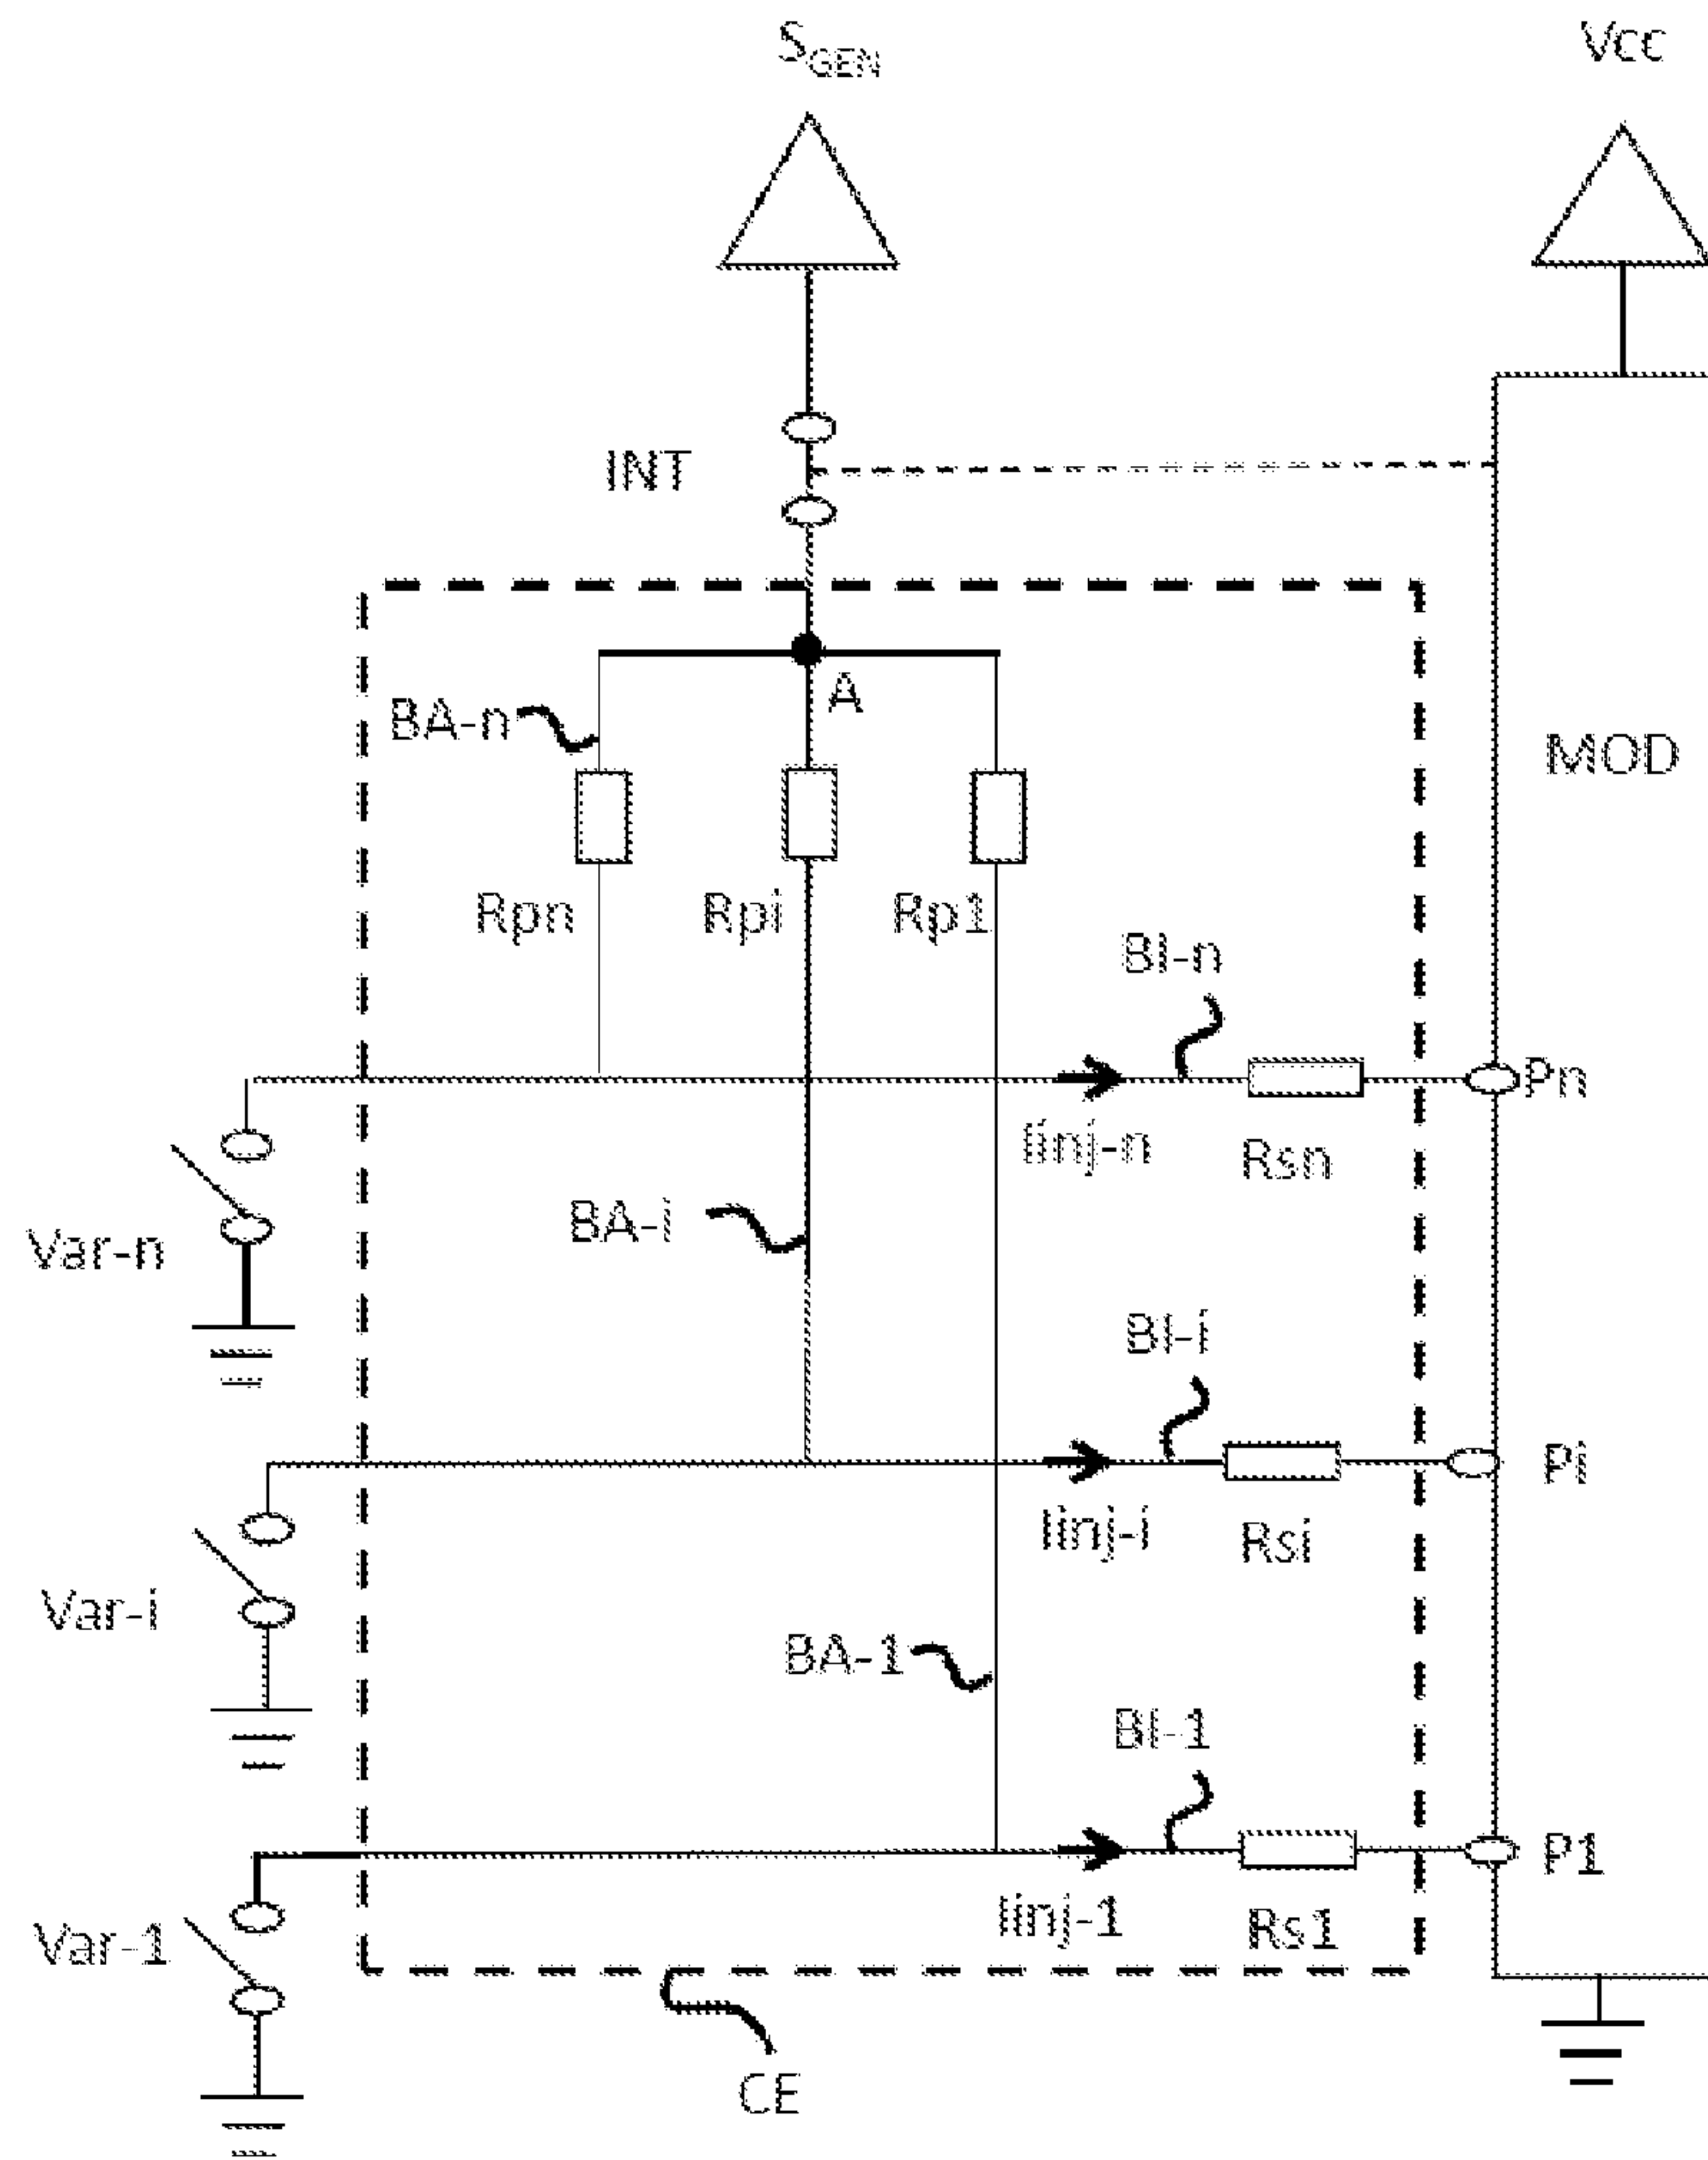 SGEN
Vcc
INT
A
BA-n
MOD
Rpn
Rpi
Rp1
BI-n
Pn
Iinj-n
Rsn
BA-i
Var-n
BI-i
Pi
Iinj-i
Rsi
Var-i
BA-1
BI-1
P1
Iinj-1
Rs1
Var-1
CE